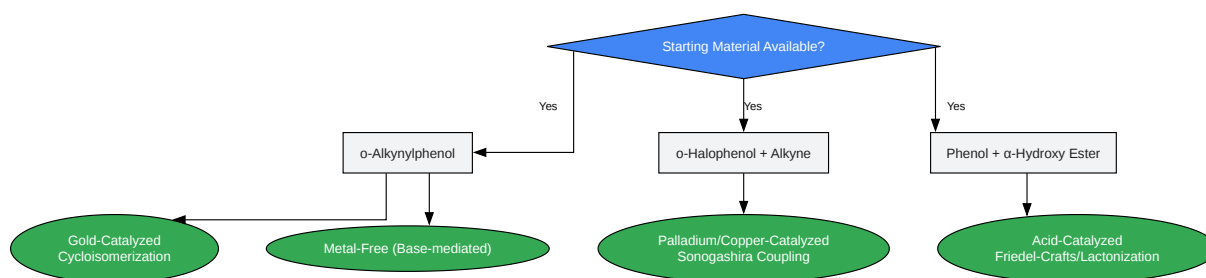 Starting Material Available?
Yes
Yes
Yes
o-Alkynylphenol
o-Halophenol + Alkyne
Phenol + α-Hydroxy Ester
Gold-Catalyzed
Cycloisomerization
Metal-Free (Base-mediated)
Palladium/Copper-Catalyzed
Sonogashira Coupling
Acid-Catalyzed
Friedel-Crafts/Lactonization